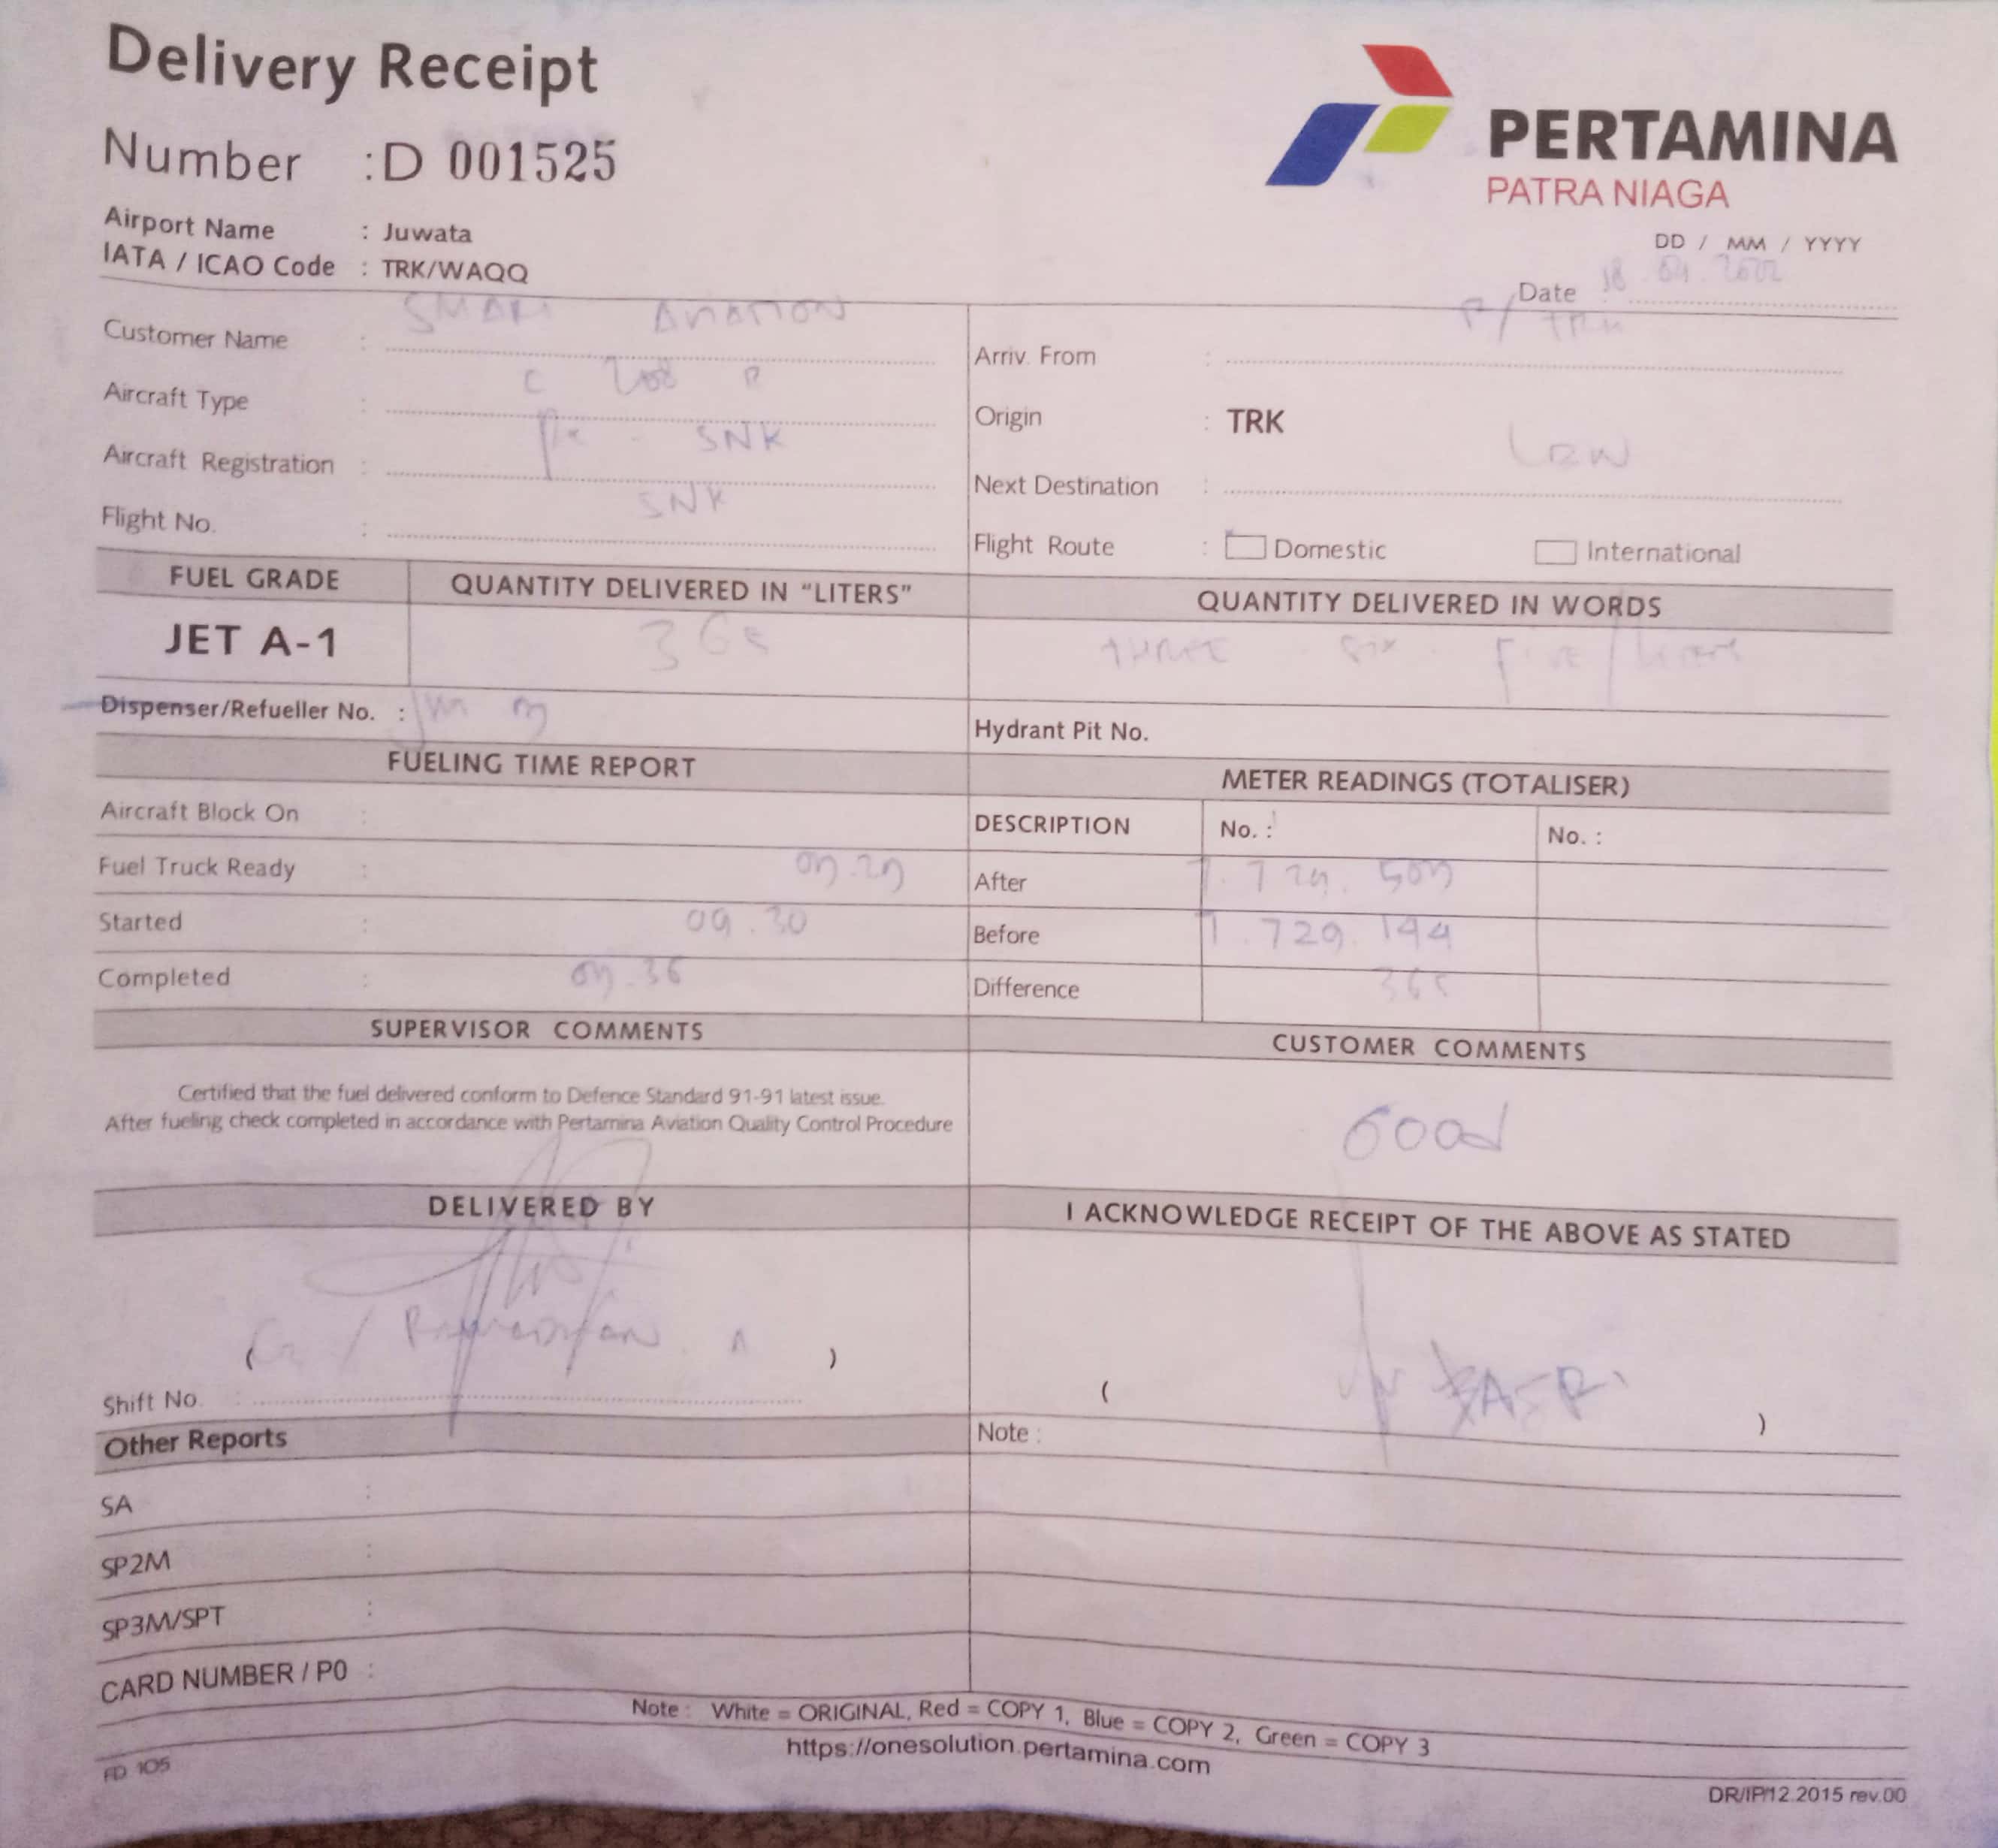 Delivery Receipt
Number : D 001525
PERTAMINA
PATRA NIAGA
Airport Name : Juwata
IATA / ICAO Code : TRK/WAQQ
DD / MM / YYYY
Date 18. 04. 2022
Customer Name : SMART AVIATION
Aircraft Type : C 208 B
Aircraft Registration : PK - SNK
Flight No. : SNK
Arriv. From : TRK
Origin : TRK
Next Destination :
Flight Route : Domestic International
FUEL GRADE QUANTITY DELIVERED IN "LITERS" QUANTITY DELIVERED IN WORDS
JET A-1 365 THREE - SIX - FIVE / LITERS
Dispenser/Refueller No. :
Hydrant Pit No.
FUELING TIME REPORT
Aircraft Block On :
Fuel Truck Ready : 09.29
Started : 09.30
Completed : 09.36
METER READINGS (TOTALISER)
DESCRIPTION No. : No. :
After 1.729.509
Before 1.729.144
Difference 365
SUPERVISOR COMMENTS
Certified that the fuel delivered conform to Defence Standard 91-91 latest issue.
After fueling check completed in accordance with Pertamina Aviation Quality Control Procedure
CUSTOMER COMMENTS
GOOD
DELIVERED BY
( )
Shift No. :
I ACKNOWLEDGE RECEIPT OF THE ABOVE AS STATED
( )
Other Reports
SA :
SP2M :
SP3M/SPT :
CARD NUMBER / P0 :
Note :
Note : White = ORIGINAL, Red = COPY 1, Blue = COPY 2, Green = COPY 3
https://onesolution.pertamina.com
FD 105
DR/IP/12.2015 rev.00